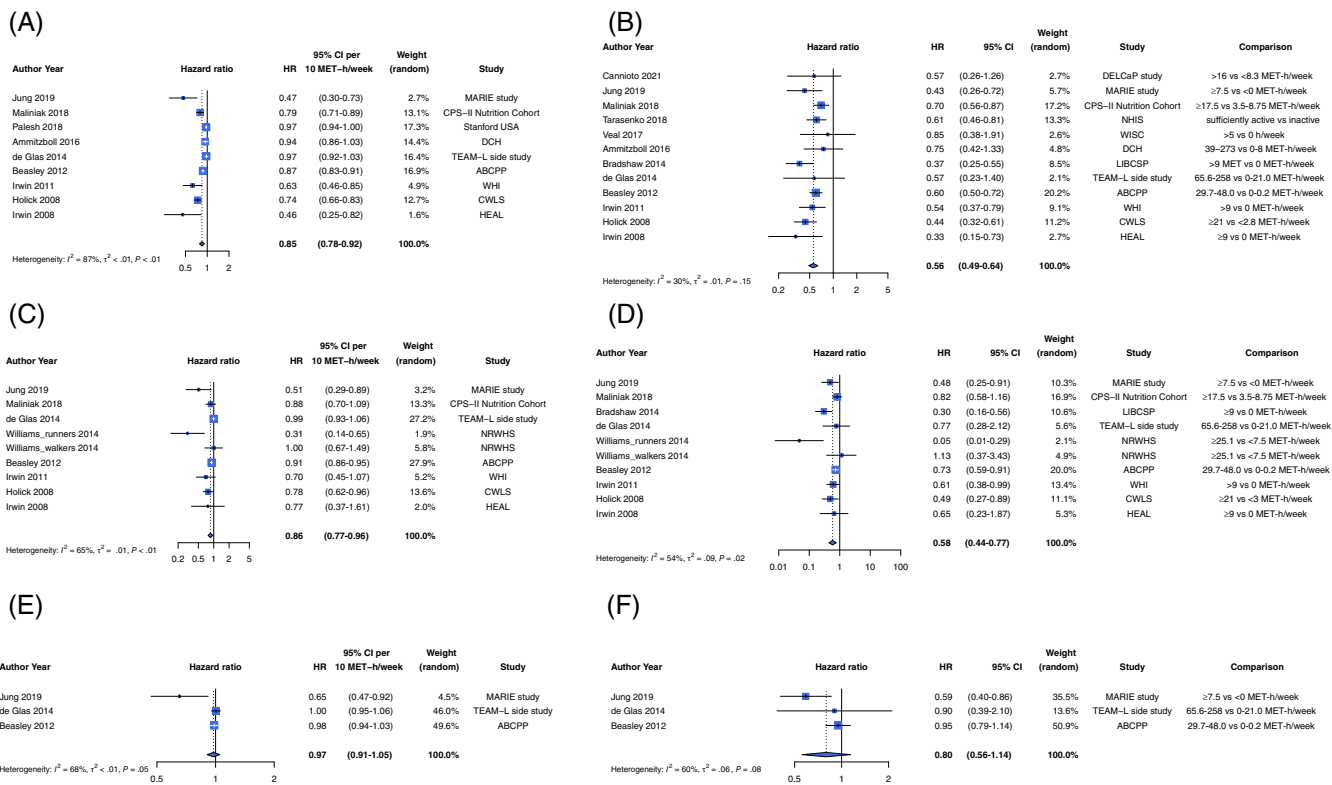 (A)
95% CI per Weight
Author Year Hazard ratio HR 10 MET−h/week (random) Study
Jung 2019 0.47 (0.30-0.73) 2.7% MARIE study
Maliniak 2018 0.79 (0.71-0.89) 13.1% CPS−II Nutrition Cohort
Palesh 2018 0.97 (0.94-1.00) 17.3% Stanford USA
Ammitzboll 2016 0.94 (0.86-1.03) 14.4% DCH
de Glas 2014 0.97 (0.92-1.03) 16.4% TEAM−L side study
Beasley 2012 0.87 (0.83-0.91) 16.9% ABCPP
Irwin 2011 0.63 (0.46-0.85) 4.9% WHI
Holick 2008 0.74 (0.66-0.83) 12.7% CWLS
Irwin 2008 0.46 (0.25-0.82) 1.6% HEAL
0.85 (0.78-0.92) 100.0%
Heterogeneity: I² = 87%, τ² < .01, P < .01
0.5 1 2
(B)
Weight
Author Year Hazard ratio HR 95% CI (random) Study Comparison
Cannioto 2021 0.57 (0.26-1.26) 2.7% DELCaP study >16 vs <8.3 MET-h/week
Jung 2019 0.43 (0.26-0.72) 5.7% MARIE study ≥7.5 vs <0 MET-h/week
Maliniak 2018 0.70 (0.56-0.87) 17.2% CPS−II Nutrition Cohort ≥17.5 vs 3.5-8.75 MET-h/week
Tarasenko 2018 0.61 (0.46-0.81) 13.3% NHIS sufficiently active vs inactive
Veal 2017 0.85 (0.38-1.91) 2.6% WISC >5 vs 0 h/week
Ammitzboll 2016 0.75 (0.42-1.33) 4.8% DCH 39−273 vs 0-8 MET-h/week
Bradshaw 2014 0.37 (0.25-0.55) 8.5% LIBCSP >9 MET vs 0 MET-h/week
de Glas 2014 0.57 (0.23-1.40) 2.1% TEAM−L side study 65.6-258 vs 0-21.0 MET-h/week
Beasley 2012 0.60 (0.50-0.72) 20.2% ABCPP 29.7-48.0 vs 0-0.2 MET-h/week
Irwin 2011 0.54 (0.37-0.79) 9.1% WHI >9 vs 0 MET-h/week
Holick 2008 0.44 (0.32-0.61) 11.2% CWLS ≥21 vs <2.8 MET-h/week
Irwin 2008 0.33 (0.15-0.73) 2.7% HEAL ≥9 vs 0 MET-h/week
0.56 (0.49-0.64) 100.0%
Heterogeneity: I² = 30%, τ² = .01, P = .15
0.2 0.5 1 2 5
(C)
95% CI per Weight
Author Year Hazard ratio HR 10 MET−h/week (random) Study
Jung 2019 0.51 (0.29-0.89) 3.2% MARIE study
Maliniak 2018 0.88 (0.70-1.09) 13.3% CPS−II Nutrition Cohort
de Glas 2014 0.99 (0.93-1.06) 27.2% TEAM−L side study
Williams_runners 2014 0.31 (0.14-0.65) 1.9% NRWHS
Williams_walkers 2014 1.00 (0.67-1.49) 5.8% NRWHS
Beasley 2012 0.91 (0.86-0.95) 27.9% ABCPP
Irwin 2011 0.70 (0.45-1.07) 5.2% WHI
Holick 2008 0.78 (0.62-0.96) 13.6% CWLS
Irwin 2008 0.77 (0.37-1.61) 2.0% HEAL
0.86 (0.77-0.96) 100.0%
Heterogeneity: I² = 65%, τ² = .01, P < .01
0.2 0.5 1 2 5
(D)
Weight
Author Year Hazard ratio HR 95% CI (random) Study Comparison
Jung 2019 0.48 (0.25-0.91) 10.3% MARIE study ≥7.5 vs <0 MET-h/week
Maliniak 2018 0.82 (0.58-1.16) 16.9% CPS−II Nutrition Cohort ≥17.5 vs 3.5-8.75 MET-h/week
Bradshaw 2014 0.30 (0.16-0.56) 10.6% LIBCSP ≥9 vs 0 MET-h/week
de Glas 2014 0.77 (0.28-2.12) 5.6% TEAM−L side study 65.6-258 vs 0-21.0 MET-h/week
Williams_runners 2014 0.05 (0.01-0.29) 2.1% NRWHS ≥25.1 vs <7.5 MET-h/week
Williams_walkers 2014 1.13 (0.37-3.43) 4.9% NRWHS ≥25.1 vs <7.5 MET-h/week
Beasley 2012 0.73 (0.59-0.91) 20.0% ABCPP 29.7-48.0 vs 0-0.2 MET-h/week
Irwin 2011 0.61 (0.38-0.99) 13.4% WHI >9 vs 0 MET-h/week
Holick 2008 0.49 (0.27-0.89) 11.1% CWLS ≥21 vs <3 MET-h/week
Irwin 2008 0.65 (0.23-1.87) 5.3% HEAL ≥9 vs 0 MET-h/week
0.58 (0.44-0.77) 100.0%
Heterogeneity: I² = 54%, τ² = .09, P = .02
0.01 0.1 1 10 100
(E)
95% CI per Weight
Author Year Hazard ratio HR 10 MET−h/week (random) Study
Jung 2019 0.65 (0.47-0.92) 4.5% MARIE study
de Glas 2014 1.00 (0.95-1.06) 46.0% TEAM−L side study
Beasley 2012 0.98 (0.94-1.03) 49.6% ABCPP
0.97 (0.91-1.05) 100.0%
Heterogeneity: I² = 68%, τ² < .01, P = .05
0.5 1 2
(F)
Weight
Author Year Hazard ratio HR 95% CI (random) Study Comparison
Jung 2019 0.59 (0.40-0.86) 35.5% MARIE study ≥7.5 vs <0 MET-h/week
de Glas 2014 0.90 (0.39-2.10) 13.6% TEAM−L side study 65.6-258 vs 0-21.0 MET-h/week
Beasley 2012 0.95 (0.79-1.14) 50.9% ABCPP 29.7-48.0 vs 0-0.2 MET-h/week
0.80 (0.56-1.14) 100.0%
Heterogeneity: I² = 60%, τ² = .06 , P = .08
0.5 1 2